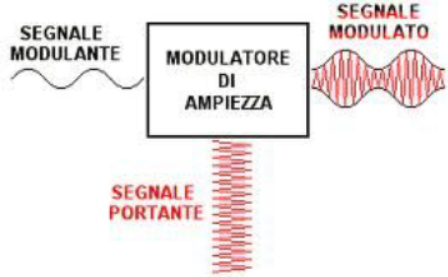 SEGNALE
MODULANTE
MODULATORE
DI
AMPIEZZA
SEGNALE
MODULATO
SEGNALE
PORTANTE